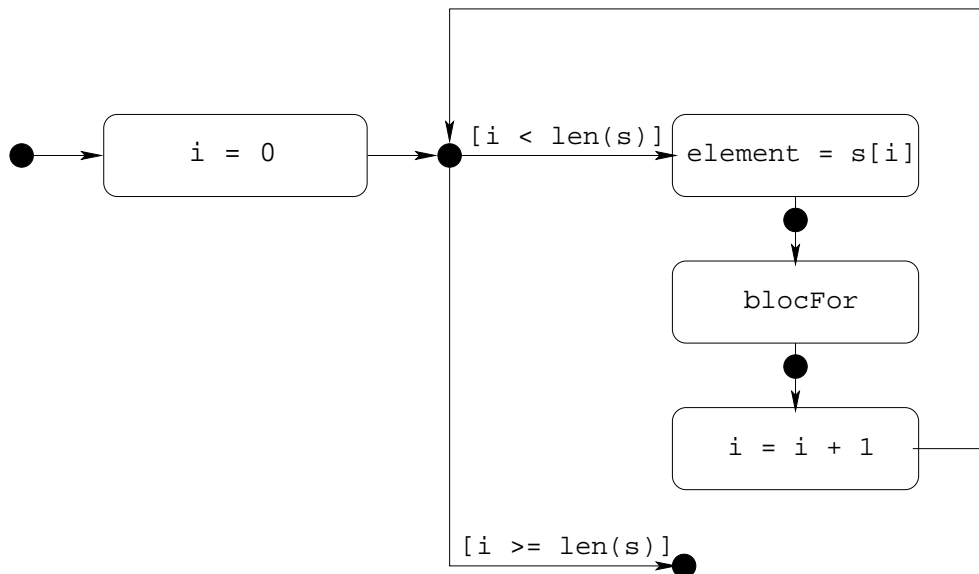 i = 0
[i < len(s)]
element = s[i]
blocFor
i = i + 1
[i >= len(s)]